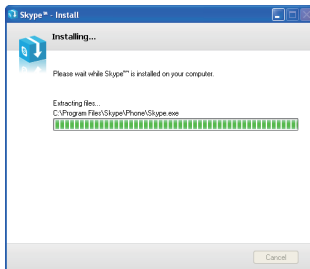 Skype™ - Install
Installing...
Please wait while Skype™ is installed on your computer.
Extracting files...
C:\Program Files\Skype\Phone\Skype.exe
Cancel